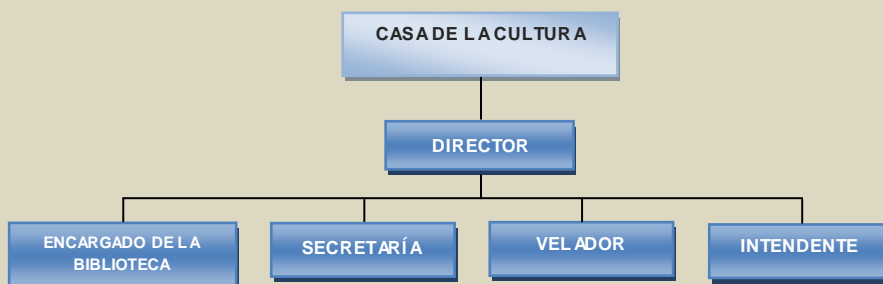 CASA DE LA CULTURA
DIRECTOR
ENCARGADO DE LA
BIBLIOTECA
SECRETARÍA
VELADOR
INTENDENTE